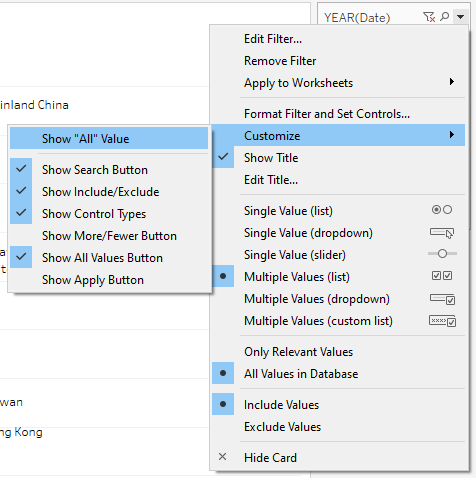 YEAR(Date)
Edit Filter...
Remove Filter
Apply to Worksheets
inland China
Format Filter and Set Controls...
Customize
Show "All" Value
Show Title
Edit Title...
Show Search Button
Show Include/Exclude
Show Control Types
Show More/Fewer Button
Show All Values Button
Show Apply Button
Single Value (list)
Single Value (dropdown)
Single Value (slider)
Multiple Values (list)
Multiple Values (dropdown)
Multiple Values (custom list)
Only Relevant Values
All Values in Database
Include Values
Exclude Values
wan
ng Kong
Hide Card